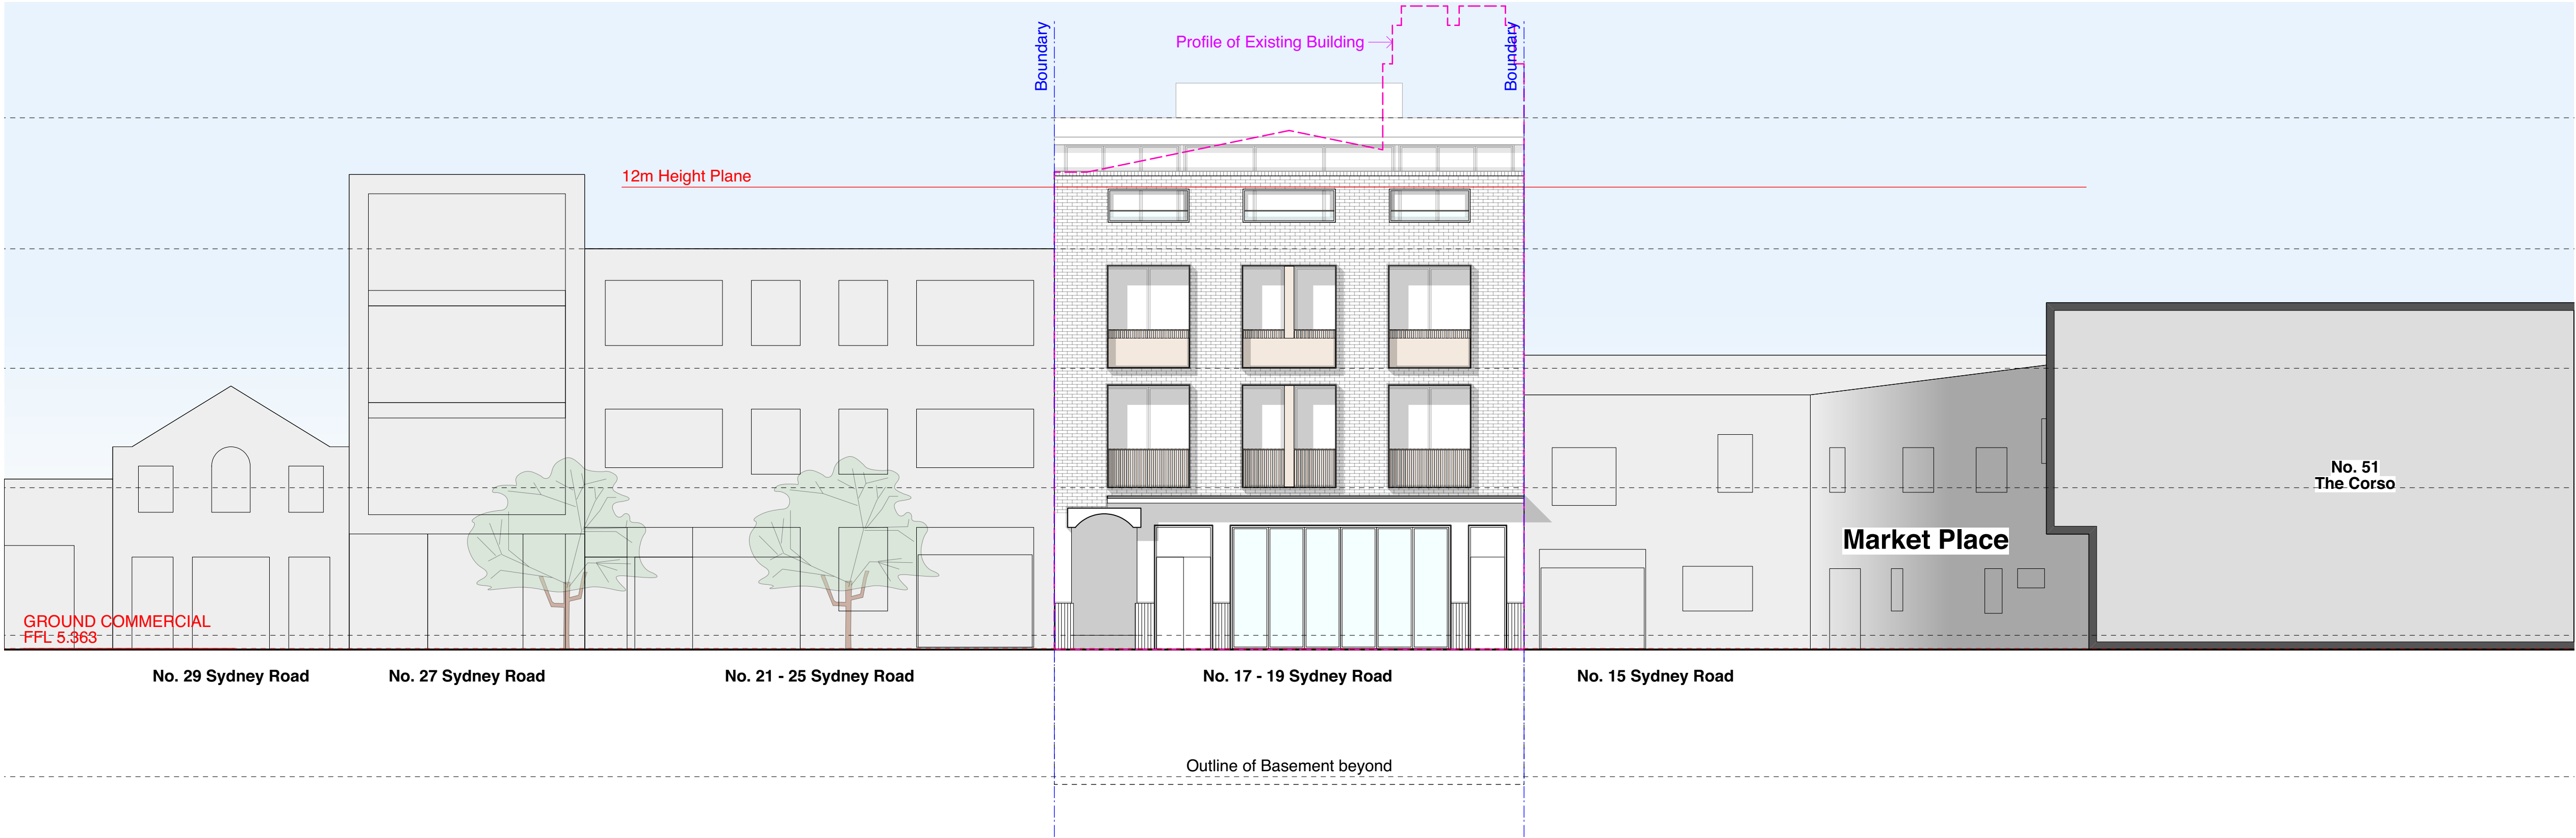 Boundary
Profile of Existing Building
Boundary
12m Height Plane
No. 51
The Corso
Market Place
GROUND COMMERCIAL
FFL 5.363
No. 29 Sydney Road
No. 27 Sydney Road
No. 21 - 25 Sydney Road
No. 17 - 19 Sydney Road
No. 15 Sydney Road
Outline of Basement beyond